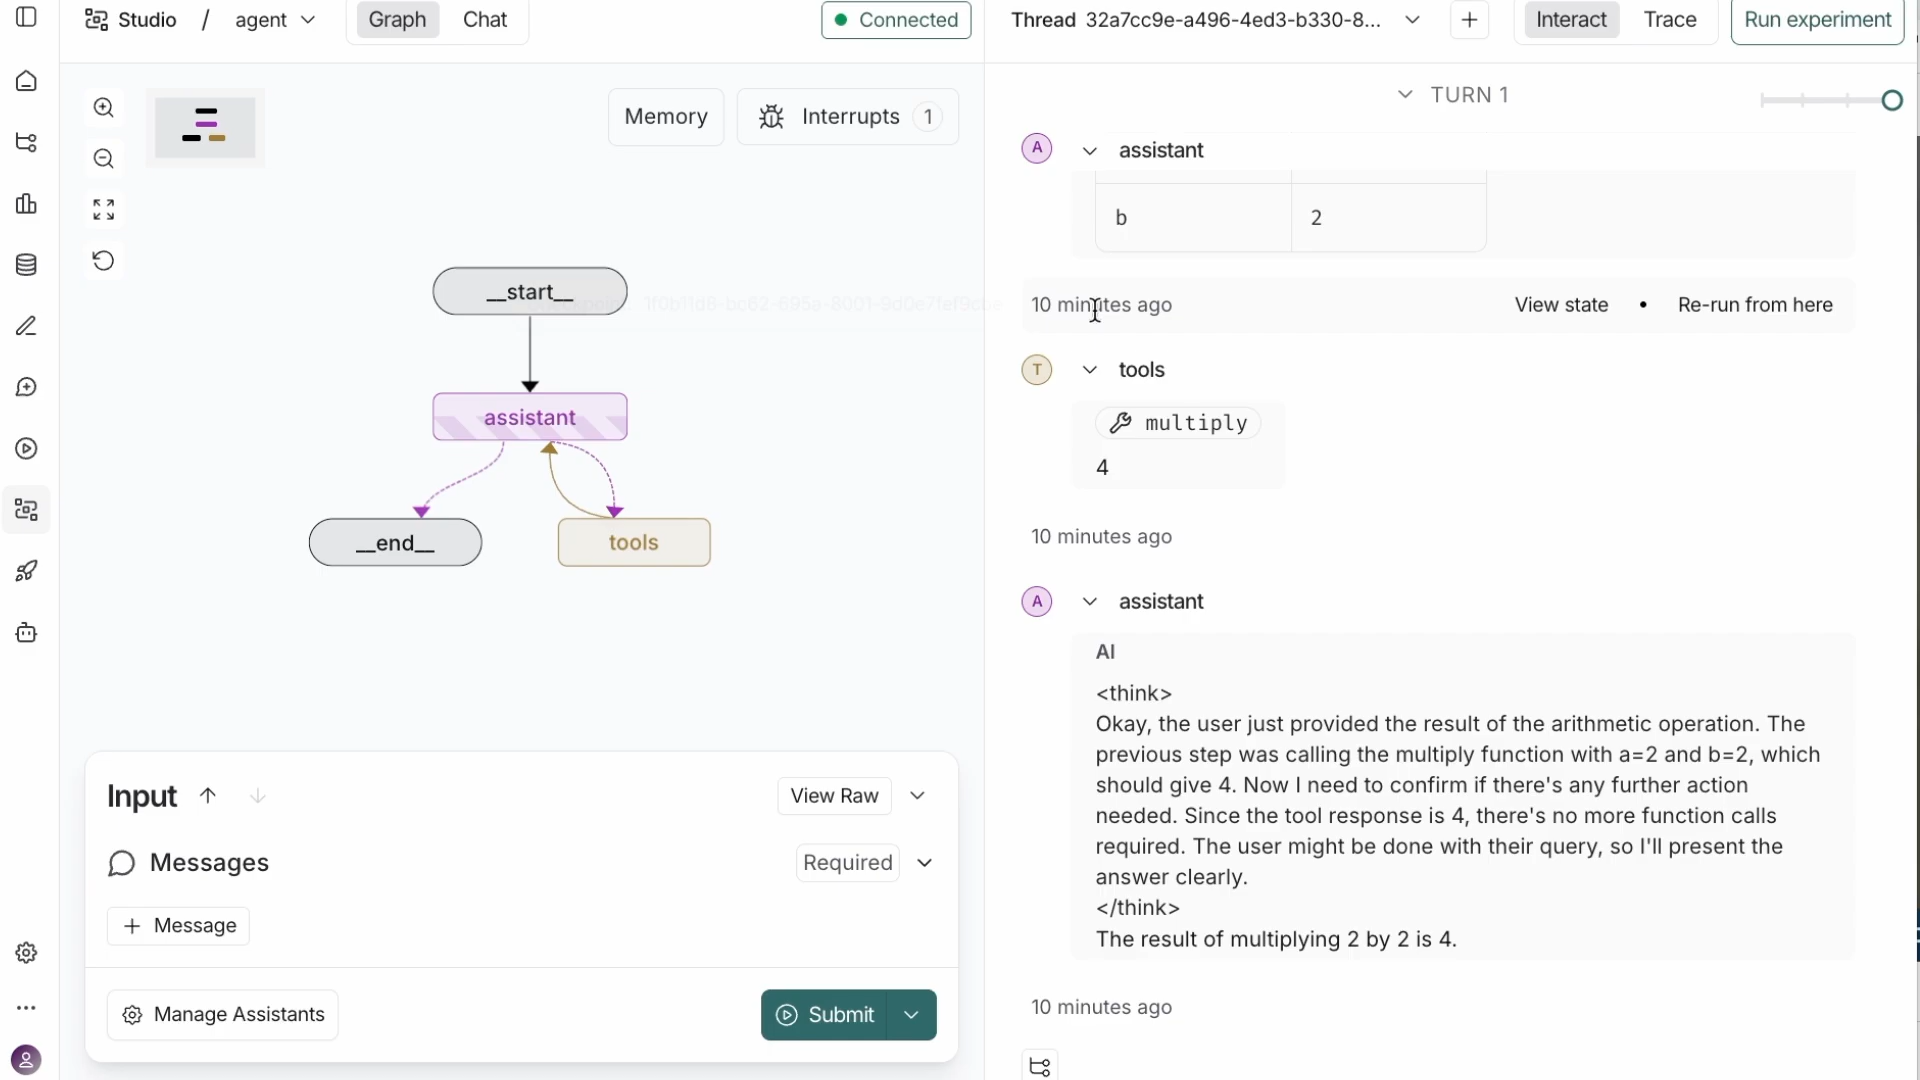 Studio / agent
Graph Chat
Connected
Thread 32a7cc9e-a496-4ed3-b330-8...
Interact Trace
Run experiment
Memory
Interrupts 1
__start__
assistant
__end__
tools
Input
View Raw
Messages
Required
Message
Manage Assistants
Submit
TURN 1
A assistant
b 2
10 minutes ago
View state • Re-run from here
T tools
multiply
4
10 minutes ago
A assistant
AI
<think>
Okay, the user just provided the result of the arithmetic operation. The
previous step was calling the multiply function with a=2 and b=2, which
should give 4. Now I need to confirm if there's any further action
needed. Since the tool response is 4, there's no more function calls
required. The user might be done with their query, so I'll present the
answer clearly.
</think>
The result of multiplying 2 by 2 is 4.
10 minutes ago